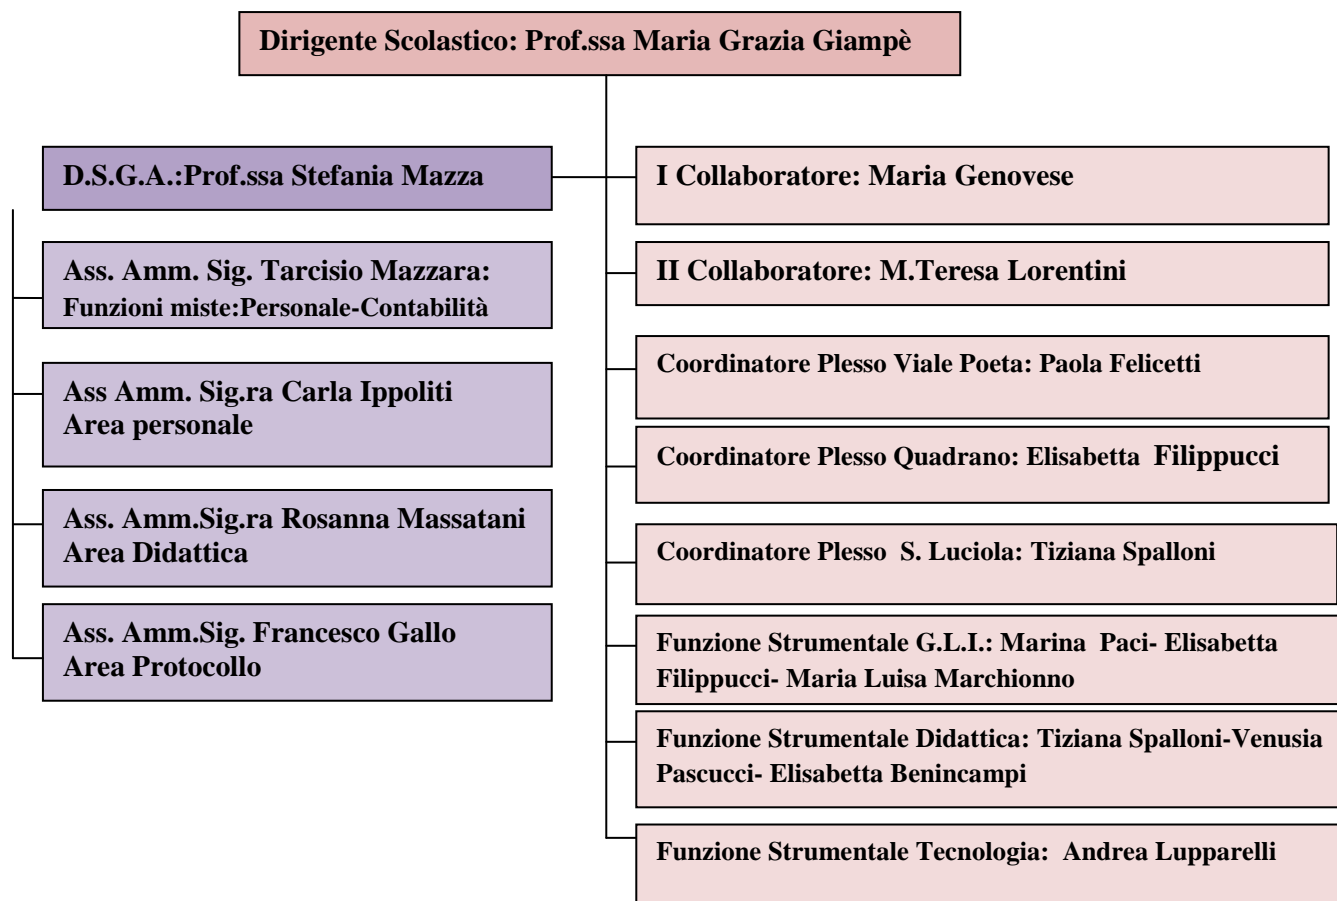 Dirigente Scolastico: Prof.ssa Maria Grazia Giampè
D.S.G.A.:Prof.ssa Stefania Mazza
Ass. Amm. Sig. Tarcisio Mazzara:
Funzioni miste:Personale-Contabilità
Ass Amm. Sig.ra Carla Ippoliti
Area personale
Ass. Amm.Sig.ra Rosanna Massatani
Area Didattica
Ass. Amm.Sig. Francesco Gallo
Area Protocollo
I Collaboratore: Maria Genovese
II Collaboratore: M.Teresa Lorentini
Coordinatore Plesso Viale Poeta: Paola Felicetti
Coordinatore Plesso Quadrano: Elisabetta Filippucci
Coordinatore Plesso S. Luciola: Tiziana Spalloni
Funzione Strumentale G.L.I.: Marina Paci- Elisabetta
Filippucci- Maria Luisa Marchionno
Funzione Strumentale Didattica: Tiziana Spalloni-Venusia
Pascucci- Elisabetta Benincampi
Funzione Strumentale Tecnologia: Andrea Lupparelli